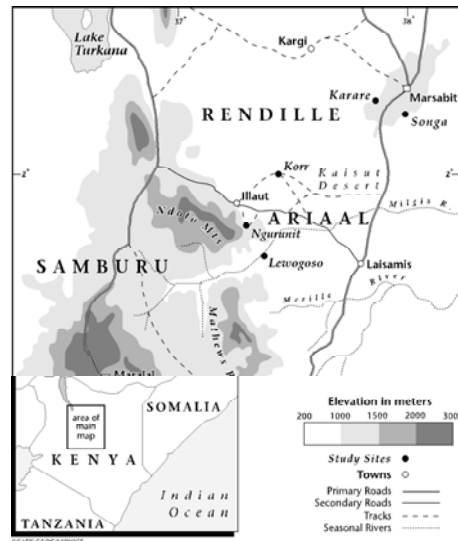 37
38
Lake
Turkana
Kargi
Marsabit
Karare
RENDILLE
Songa
2°
Korr
2°
Kaisut
Desert
Illaut
Milgis R.
Ndoto Mts
ARIAAL
Ngurunit
SAMBURU
Lewogoso
Laisamis
Merille
River
Mathews
Maralal
area of
main
map
SOMALIA
KENYA
Indian
Ocean
TANZANIA
Elevation in meters
200 1000 1500 2000 300
Study Sites
Towns
Primary Roads
Secondary Roads
Tracks
Seasonal Rivers